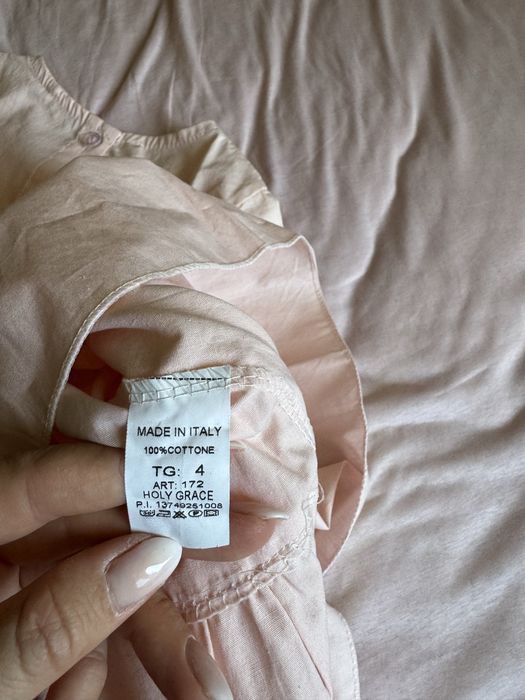 MADE IN ITALY
100%COTTONE
TG: 4
ART: 172
HOLY GRACE
P.I. 13749251008